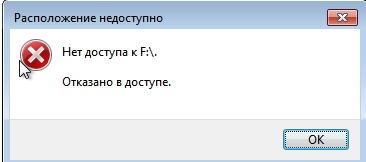 Расположение недоступно
Нет доступа к F:\.
Отказано в доступе.
OK